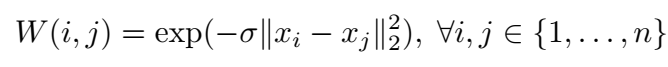 W(i, j) = exp(−σ‖x_i − x_j‖_2^2), ∀i, j ∈ {1, . . . , n}